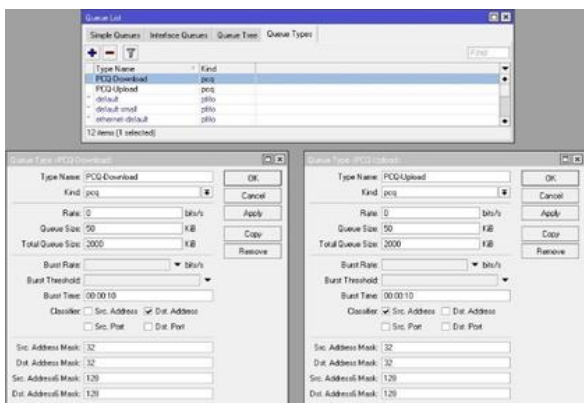 Queue List
Simple Queues Interface Queues Queue Tree Queue Types
Find
Type Name Kind
PCQ-Download pcq
PCQ-Upload pcq
* default pfifo
* default-small pfifo
* ethernet-default pfifo
12 items (1 selected)
Queue Type <PCQ-Download>
Type Name: PCQ-Download OK
Kind: pcq Cancel
Rate: 0 bits/s Apply
Queue Size: 50 KiB Copy
Total Queue Size: 2000 KiB Remove
Burst Rate: bits/s
Burst Threshold:
Burst Time: 00:00:10
Classifier: Src. Address Dst. Address
Src. Port Dst. Port
Src. Address Mask: 32
Dst. Address Mask: 32
Src. Address6 Mask: 128
Dst. Address6 Mask: 128
Queue Type <PCQ-Upload>
Type Name: PCQ-Upload OK
Kind: pcq Cancel
Rate: 0 bits/s Apply
Queue Size: 50 KiB Copy
Total Queue Size: 2000 KiB Remove
Burst Rate: bits/s
Burst Threshold:
Burst Time: 00:00:10
Classifier: Src. Address Dst. Address
Src. Port Dst. Port
Src. Address Mask: 32
Dst. Address Mask: 32
Src. Address6 Mask: 128
Dst. Address6 Mask: 128